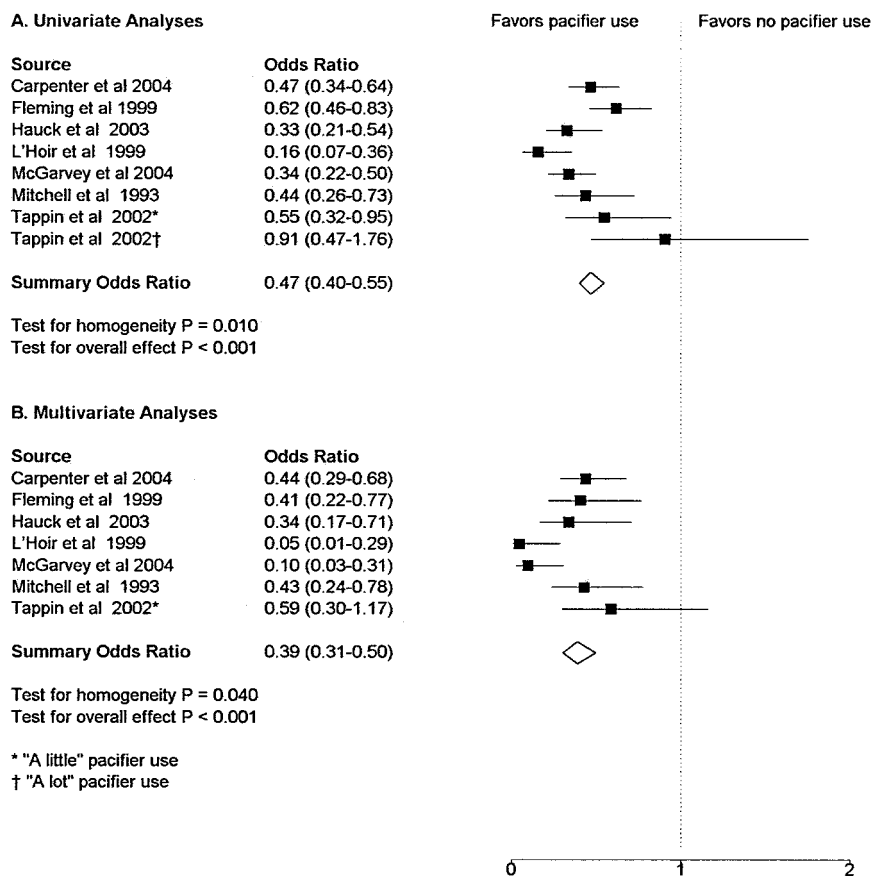 A. Univariate Analyses Favors pacifier use Favors no pacifier use
Source Odds Ratio
Carpenter et al 2004 0.47 (0.34-0.64)
Fleming et al 1999 0.62 (0.46-0.83)
Hauck et al 2003 0.33 (0.21-0.54)
L'Hoir et al 1999 0.16 (0.07-0.36)
McGarvey et al 2004 0.34 (0.22-0.50)
Mitchell et al 1993 0.44 (0.26-0.73)
Tappin et al 2002* 0.55 (0.32-0.95)
Tappin et al 2002† 0.91 (0.47-1.76)
Summary Odds Ratio 0.47 (0.40-0.55)
Test for homogeneity P = 0.010
Test for overall effect P < 0.001
B. Multivariate Analyses
Source Odds Ratio
Carpenter et al 2004 0.44 (0.29-0.68)
Fleming et al 1999 0.41 (0.22-0.77)
Hauck et al 2003 0.34 (0.17-0.71)
L'Hoir et al 1999 0.05 (0.01-0.29)
McGarvey et al 2004 0.10 (0.03-0.31)
Mitchell et al 1993 0.43 (0.24-0.78)
Tappin et al 2002* 0.59 (0.30-1.17)
Summary Odds Ratio 0.39 (0.31-0.50)
Test for homogeneity P = 0.040
Test for overall effect P < 0.001
* "A little" pacifier use
† "A lot" pacifier use
0 1 2